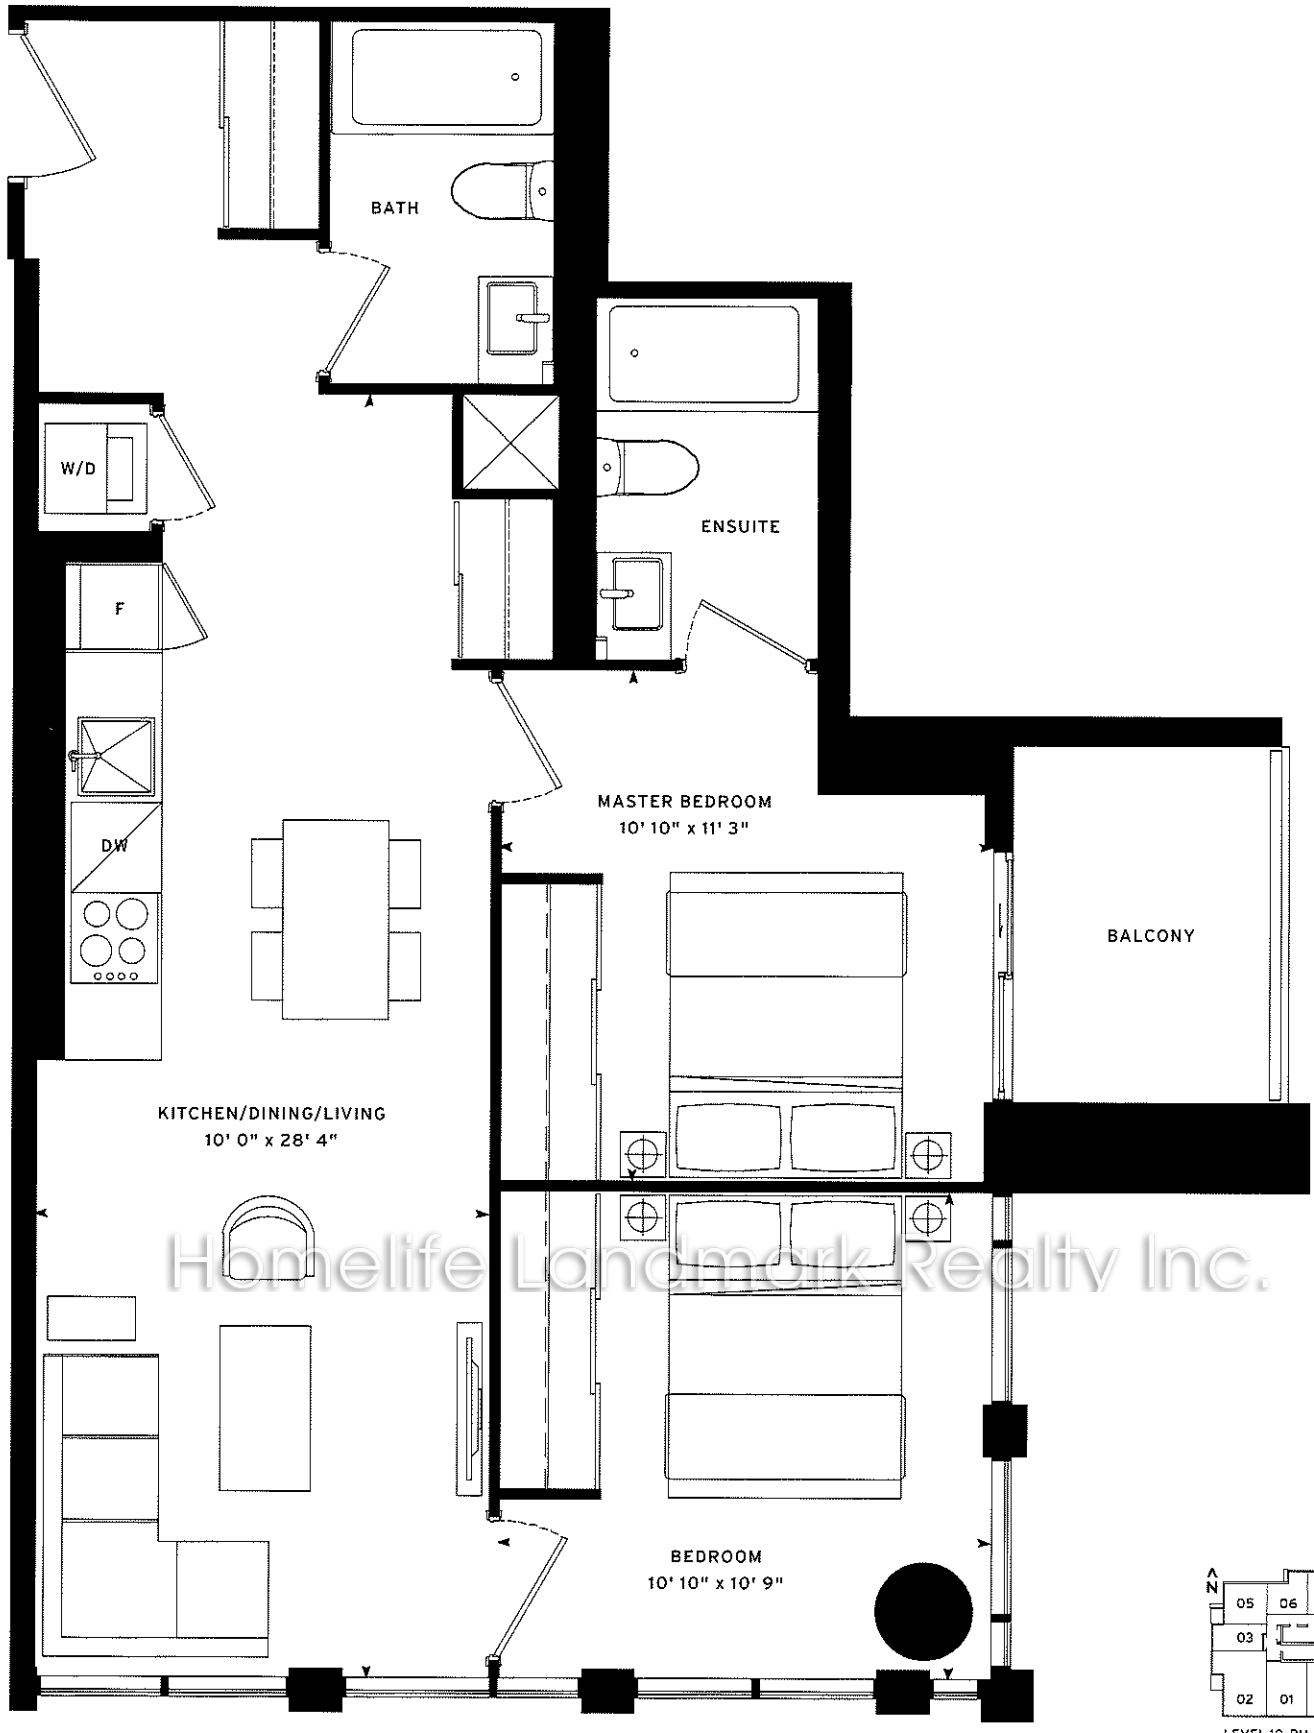 BATH
W/D
ENSUITE
F
MASTER BEDROOM
10' 10" x 11' 3"
DW
BALCONY
KITCHEN/DINING/LIVING
10' 0" x 28' 4"
Homelife Landmark Realty Inc.
BEDROOM
10' 10" x 10' 9"
N
05 06
03
02 01